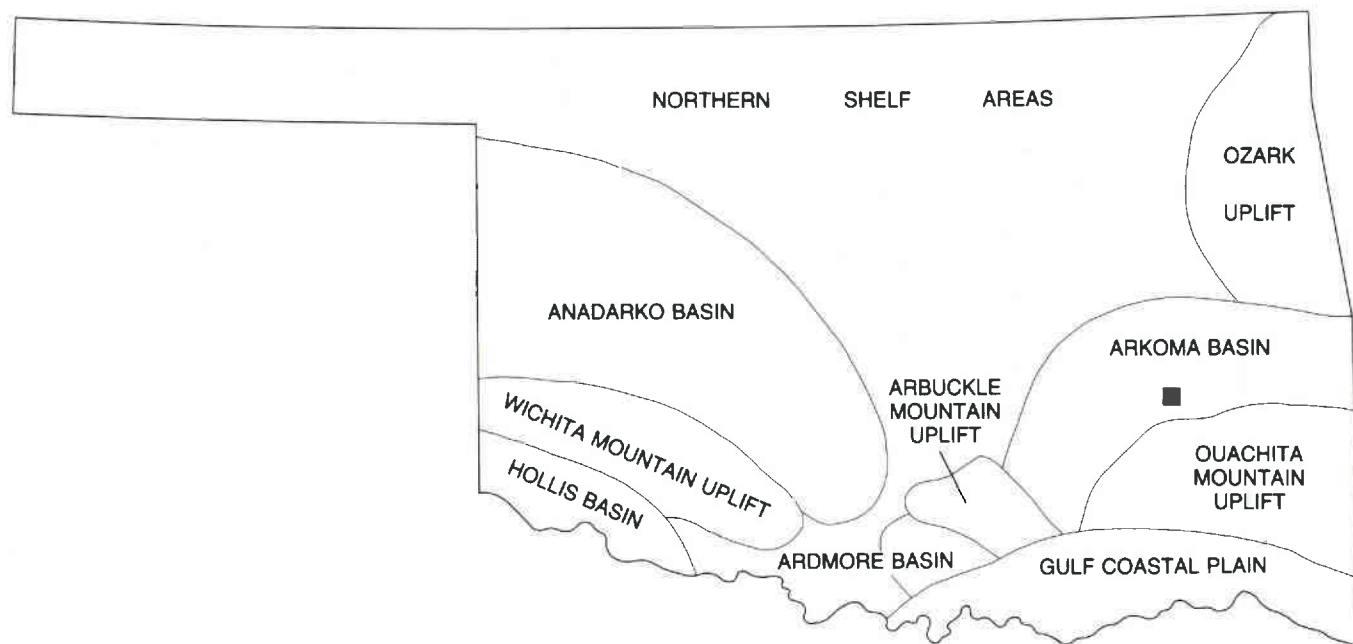 NORTHERN SHELF AREAS
OZARK
UPLIFT
ANADARKO BASIN
ARKOMA BASIN
ARBUCKLE
MOUNTAIN
UPLIFT
WICHITA MOUNTAIN UPLIFT
HOLLIS BASIN
OUACHITA
MOUNTAIN
UPLIFT
ARDMORE BASIN
GULF COASTAL PLAIN